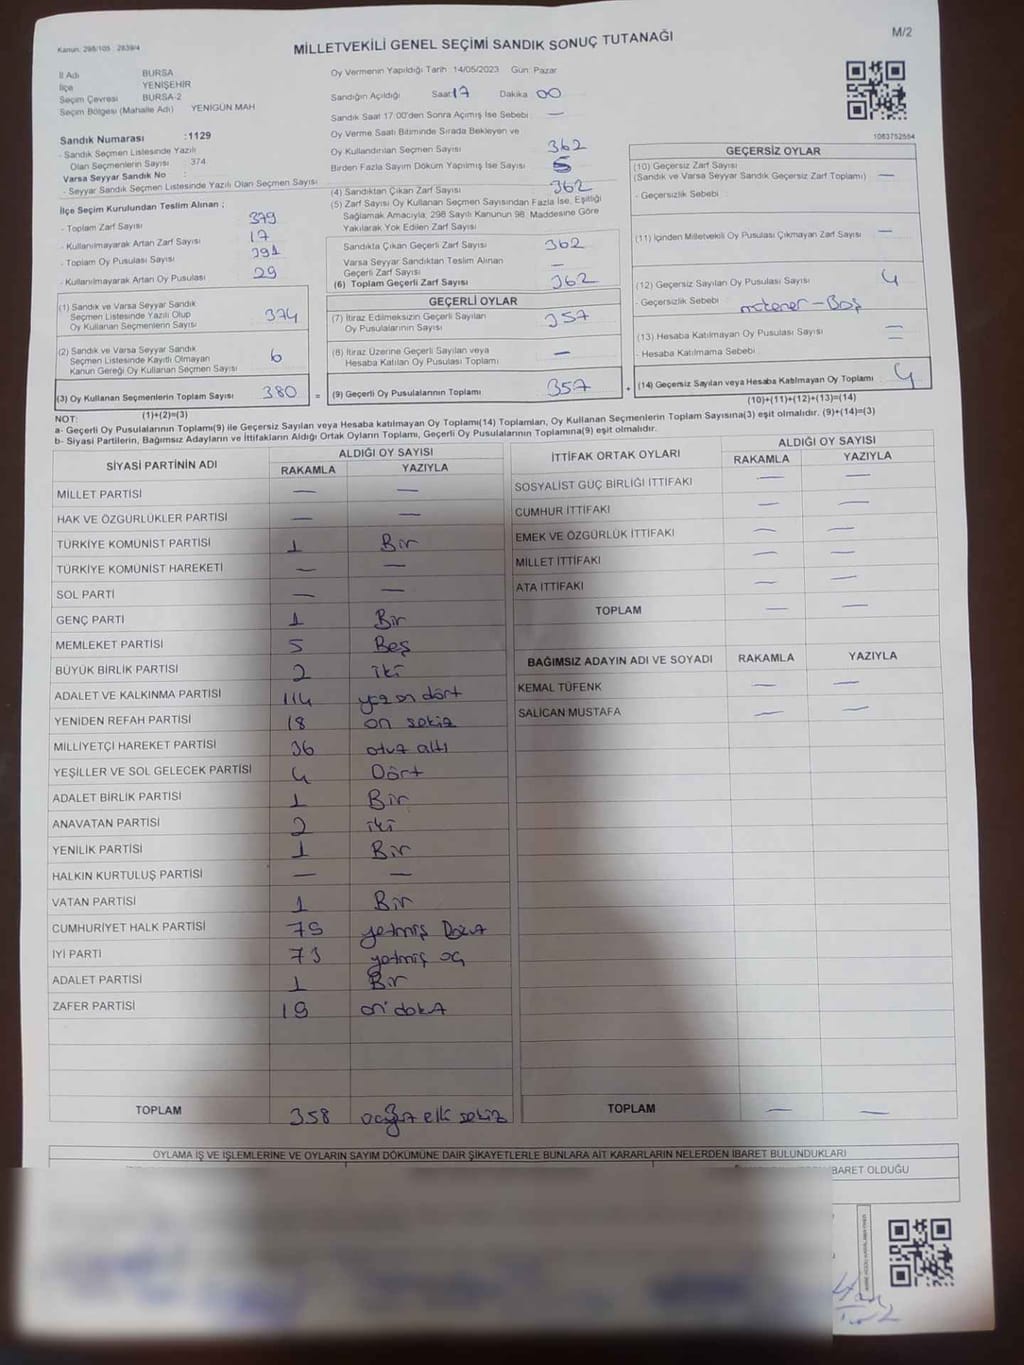 Kanun: 298/105 2839/4
MİLLETVEKİLİ GENEL SEÇİMİ SANDIK SONUÇ TUTANAĞI
M/2
İl Adı BURSA
İlçe YENİŞEHİR
Seçim Çevresi BURSA-2
Seçim Bölgesi (Mahalle Adı) YENİGÜN MAH
Sandık Numarası :1129
- Sandık Seçmen Listesinde Yazılı
Olan Seçmenlerin Sayısı : 374
Varsa Seyyar Sandık No :
- Seyyar Sandık Seçmen Listesinde Yazılı Olan Seçmen Sayısı
İlçe Seçim Kurulundan Teslim Alınan :
- Toplam Zarf Sayısı 379
- Kullanılmayarak Artan Zarf Sayısı 17
- Toplam Oy Pusulası Sayısı 391
- Kullanılmayarak Artan Oy Pusulası 29
(1) Sandık ve Varsa Seyyar Sandık
Seçmen Listesinde Yazılı Olup
Oy Kullanan Seçmenlerin Sayısı 374
(2) Sandık ve Varsa Seyyar Sandık
Seçmen Listesinde Kayıtlı Olmayan
Kanun Gereği Oy Kullanan Seçmen Sayısı 6
(3) Oy Kullanan Seçmenlerin Toplam Sayısı 380 =
(1)+(2)=(3)
Oy Vermenin Yapıldığı Tarih :14/05/2023 Gün: Pazar
Sandığın Açıldığı Saat 17 Dakika 00
Sandık Saat 17.00'den Sonra Açılmış İse Sebebi —
Oy Verme Saati Bitiminde Sırada Bekleyen ve
Oy Kullandırılan Seçmen Sayısı 362
Birden Fazla Sayım Döküm Yapılmış İse Sayısı
(4) Sandıktan Çıkan Zarf Sayısı 362
(5) Zarf Sayısı Oy Kullanan Seçmen Sayısından Fazla İse, Eşitliği
Sağlamak Amacıyla; 298 Sayılı Kanunun 98. Maddesine Göre
Yakılarak Yok Edilen Zarf Sayısı
Sandıkta Çıkan Geçerli Zarf Sayısı 362
Varsa Seyyar Sandıktan Teslim Alınan
Geçerli Zarf Sayısı —
(6) Toplam Geçerli Zarf Sayısı 362
GEÇERLİ OYLAR
(7) İtiraz Edilmeksizin Geçerli Sayılan
Oy Pusulalarının Sayısı 357
(8) İtiraz Üzerine Geçerli Sayılan veya
Hesaba Katılan Oy Pusulası Toplamı —
(9) Geçerli Oy Pusulalarının Toplamı 357 +
1063752554
GEÇERSİZ OYLAR
(10) Geçersiz Zarf Sayısı
(Sandık ve Varsa Seyyar Sandık Geçersiz Zarf Toplamı) —
- Geçersizlik Sebebi :
(11) İçinden Milletvekili Oy Pusulası Çıkmayan Zarf Sayısı —
(12) Geçersiz Sayılan Oy Pusulası Sayısı 4
- Geçersizlik Sebebi - Boş
(13) Hesaba Katılmayan Oy Pusulası Sayısı —
- Hesaba Katılmama Sebebi —
(14) Geçersiz Sayılan veya Hesaba Katılmayan Oy Toplamı 4
(10)+(11)+(12)+(13)=(14)
NOT:
a- Geçerli Oy Pusulalarının Toplamı(9) ile Geçersiz Sayılan veya Hesaba katılmayan Oy Toplamı(14) Toplamları, Oy Kullanan Seçmenlerin Toplam Sayısına(3) eşit olmalıdır. (9)+(14)=(3)
b- Siyasi Partilerin, Bağımsız Adayların ve İttifakların Aldığı Ortak Oyların Toplamı, Geçerli Oy Pusulalarının Toplamına(9) eşit olmalıdır.
SİYASİ PARTİNİN ADI ALDIĞI OY SAYISI
RAKAMLA YAZIYLA
MİLLET PARTİSİ — —
HAK VE ÖZGÜRLÜKLER PARTİSİ — —
TÜRKİYE KOMÜNİST PARTİSİ 1 Bir
TÜRKİYE KOMÜNİST HAREKETİ — —
SOL PARTİ — —
GENÇ PARTİ 1 Bir
MEMLEKET PARTİSİ 5 Beş
BÜYÜK BİRLİK PARTİSİ 2 iki
ADALET VE KALKINMA PARTİSİ 114 yüz on dört
YENİDEN REFAH PARTİSİ 18 on sekiz
MİLLİYETÇİ HAREKET PARTİSİ 36 otuz altı
YEŞİLLER VE SOL GELECEK PARTİSİ 4 Dört
ADALET BİRLİK PARTİSİ 1 Bir
ANAVATAN PARTİSİ 2 iki
YENİLİK PARTİSİ 1 Bir
HALKIN KURTULUŞ PARTİSİ — —
VATAN PARTİSİ 1 Bir
CUMHURİYET HALK PARTİSİ 79 yetmiş Dokuz
İYİ PARTİ 73 yetmiş üç
ADALET PARTİSİ 1 Bir
ZAFER PARTİSİ 19 on dokuz
TOPLAM 358 üçyüz elli sekiz
İTTİFAK ORTAK OYLARI ALDIĞI OY SAYISI
RAKAMLA YAZIYLA
SOSYALİST GÜÇ BİRLİĞİ İTTİFAKI — —
CUMHUR İTTİFAKI — —
EMEK VE ÖZGÜRLÜK İTTİFAKI — —
MİLLET İTTİFAKI — —
ATA İTTİFAKI — —
TOPLAM — —
BAĞIMSIZ ADAYIN ADI VE SOYADI RAKAMLA YAZIYLA
KEMAL TÜFENK — —
SALİCAN MUSTAFA — —
TOPLAM — —
OYLAMA İŞ VE İŞLEMLERİNE VE OYLARIN SAYIM DÖKÜMÜNE DAİR ŞİKAYETLERLE BUNLARA AİT KARARLARIN NELERDEN İBARET BULUNDUKLARI
BARET OLDUĞU